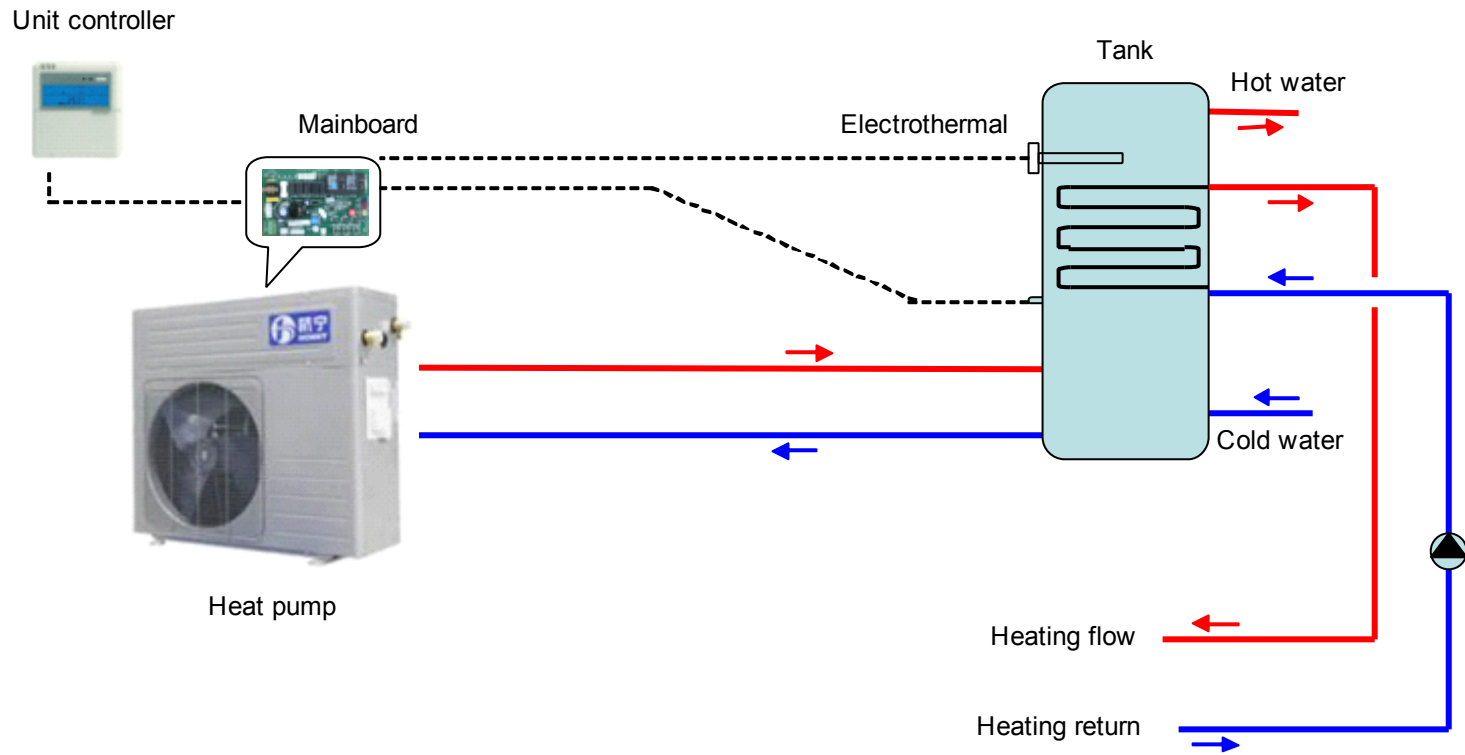 Unit controller
Tank
Hot water
Mainboard
Electrothermal
Cold water
Heat pump
Heating flow
Heating return